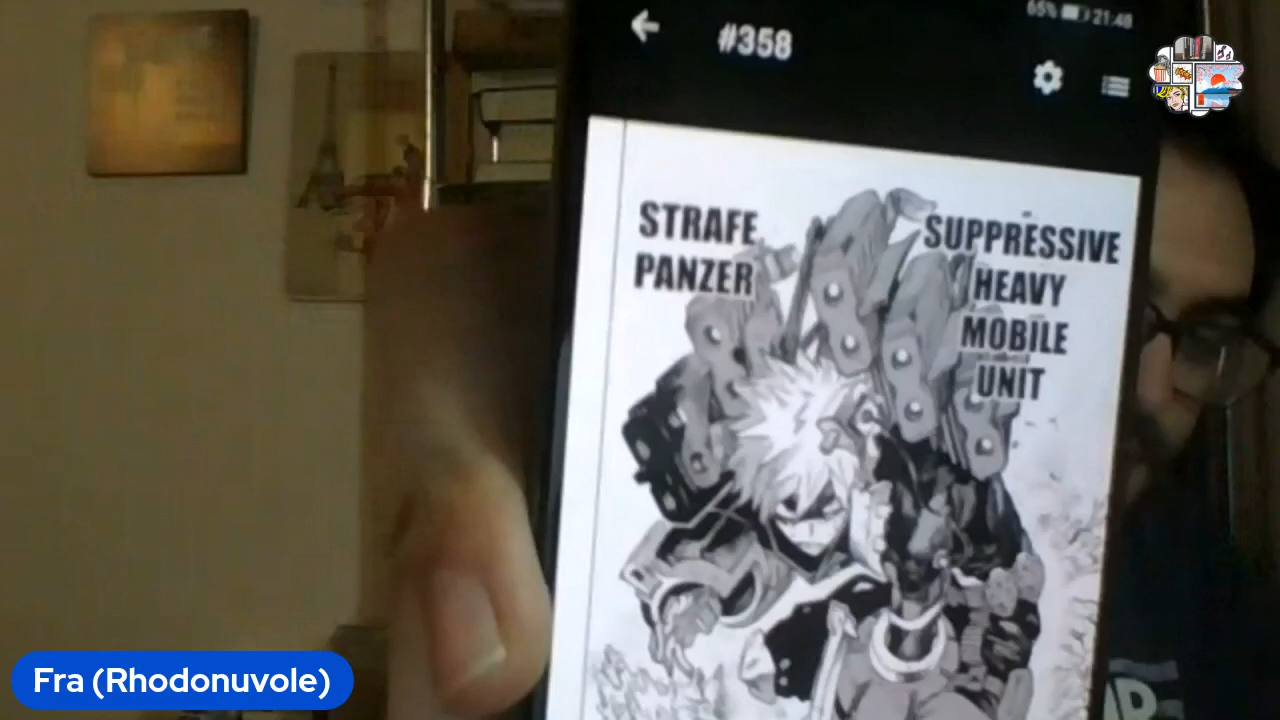 #358
65% 21:48
STRAFE
PANZER
SUPPRESSIVE
HEAVY
MOBILE
UNIT
Fra (Rhodonuvole)